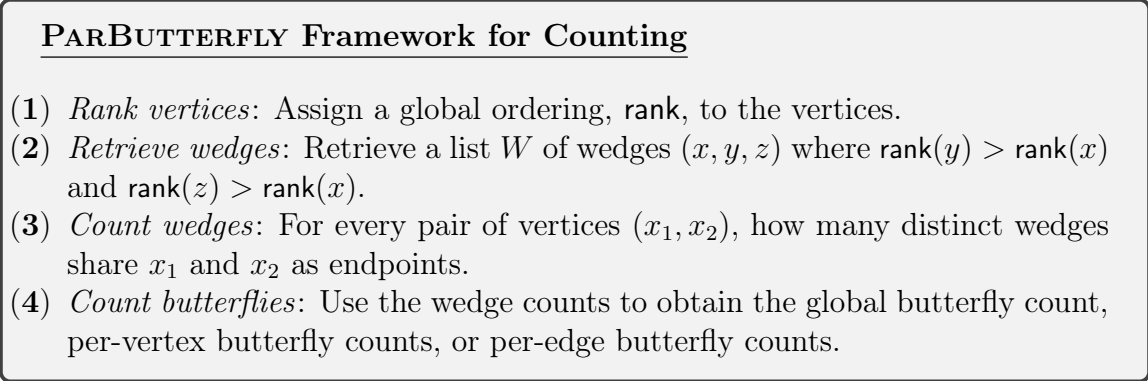 PARBUTTERFLY Framework for Counting
(1) Rank vertices: Assign a global ordering, rank, to the vertices.
(2) Retrieve wedges: Retrieve a list W of wedges (x, y, z) where rank(y) > rank(x)
and rank(z) > rank(x).
(3) Count wedges: For every pair of vertices (x₁, x₂), how many distinct wedges
share x₁ and x₂ as endpoints.
(4) Count butterflies: Use the wedge counts to obtain the global butterfly count,
per-vertex butterfly counts, or per-edge butterfly counts.